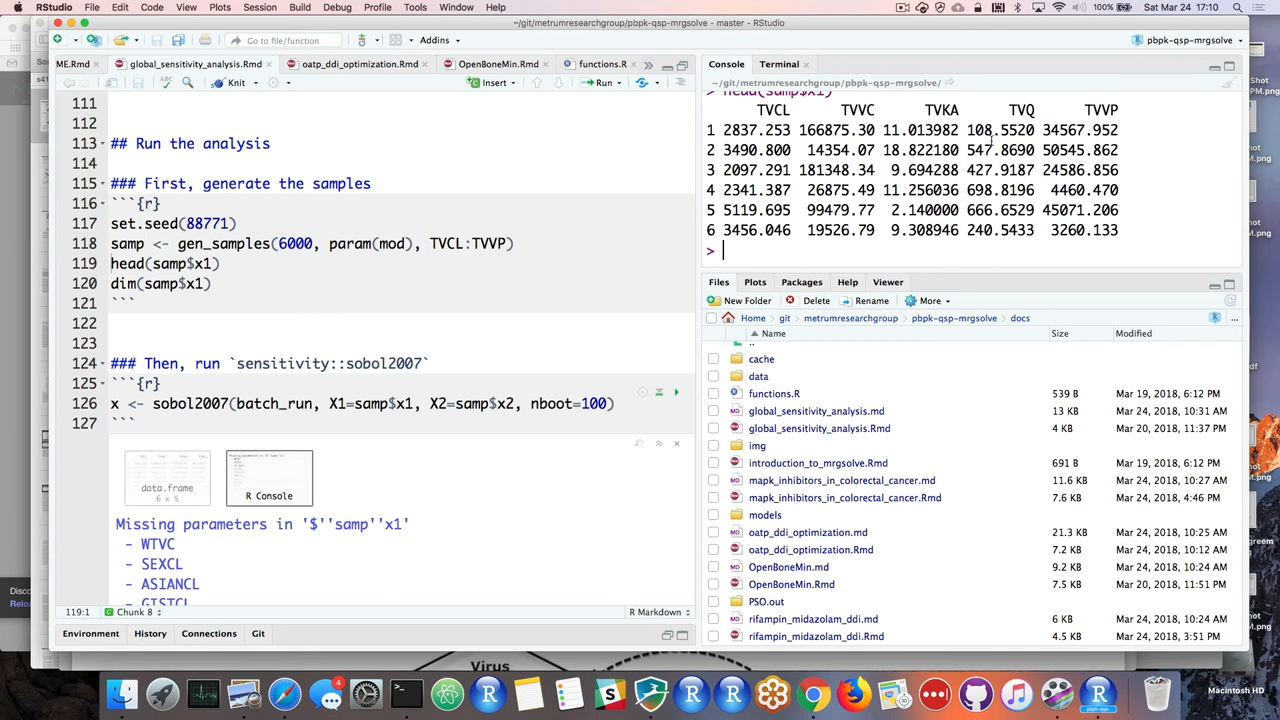 RStudio File Edit Code View Plots Session Build Debug Profile Tools Window Help 100% Sat Mar 24 17:10
~/git/metrumresearchgroup/pbpk-qsp-mrgsolve - master - RStudio
Go to file/function Addins pbpk-qsp-mrgsolve
ME.Rmd global_sensitivity_analysis.Rmd oatp_ddi_optimization.Rmd OpenBoneMin.Rmd functions.R
Knit Insert Run
111
112
113 ## Run the analysis
114
115 ### First, generate the samples
116 ```{r}
117 set.seed(88771)
118 samp <- gen_samples(6000, param(mod), TVCL:TVVP)
119 head(samp$x1)
120 dim(samp$x1)
121 ```
122
123
124 ### Then, run `sensitivity::sobol2007`
125 ```{r}
126 x <- sobol2007(batch_run, X1=samp$x1, X2=samp$x2, nboot=100)
127 ```
data.frame
6 x 5
R Console
Missing parameters in '$''samp''x1'
- WTVC
- SEXCL
- ASIANCL
- GISTCL
119:1 Chunk 8 R Markdown
Environment History Connections Git
Console Terminal
~/git/metrumresearchgroup/pbpk-qsp-mrgsolve/
> head(samp$x1)
TVCL TVVC TVKA TVQ TVVP
1 2837.253 166875.30 11.013982 108.5520 34567.952
2 3490.800 14354.07 18.822180 547.8690 50545.862
3 2097.291 181348.34 9.694288 427.9187 24586.856
4 2341.387 26875.49 11.256036 698.8196 4460.470
5 5119.695 99479.77 2.140000 666.6529 45071.206
6 3456.046 19526.79 9.308946 240.5433 3260.133
>
Files Plots Packages Help Viewer
New Folder Delete Rename More
Home git metrumresearchgroup pbpk-qsp-mrgsolve docs ...
Name Size Modified
..
cache
data
functions.R 539 B Mar 19, 2018, 6:12 PM
global_sensitivity_analysis.md 13 KB Mar 24, 2018, 10:31 AM
global_sensitivity_analysis.Rmd 4 KB Mar 20, 2018, 11:37 PM
img
introduction_to_mrgsolve.Rmd 691 B Mar 19, 2018, 6:12 PM
mapk_inhibitors_in_colorectal_cancer.md 11.6 KB Mar 24, 2018, 10:27 AM
mapk_inhibitors_in_colorectal_cancer.Rmd 7.6 KB Mar 24, 2018, 4:46 PM
models
oatp_ddi_optimization.md 21.3 KB Mar 24, 2018, 10:25 AM
oatp_ddi_optimization.Rmd 7.2 KB Mar 24, 2018, 10:12 AM
OpenBoneMin.md 9.2 KB Mar 24, 2018, 10:24 AM
OpenBoneMin.Rmd 7.5 KB Mar 20, 2018, 11:51 PM
PSO.out
rifampin_midazolam_ddi.md 6 KB Mar 24, 2018, 10:24 AM
rifampin_midazolam_ddi.Rmd 4.5 KB Mar 24, 2018, 3:51 PM
Virus
Macintosh HD